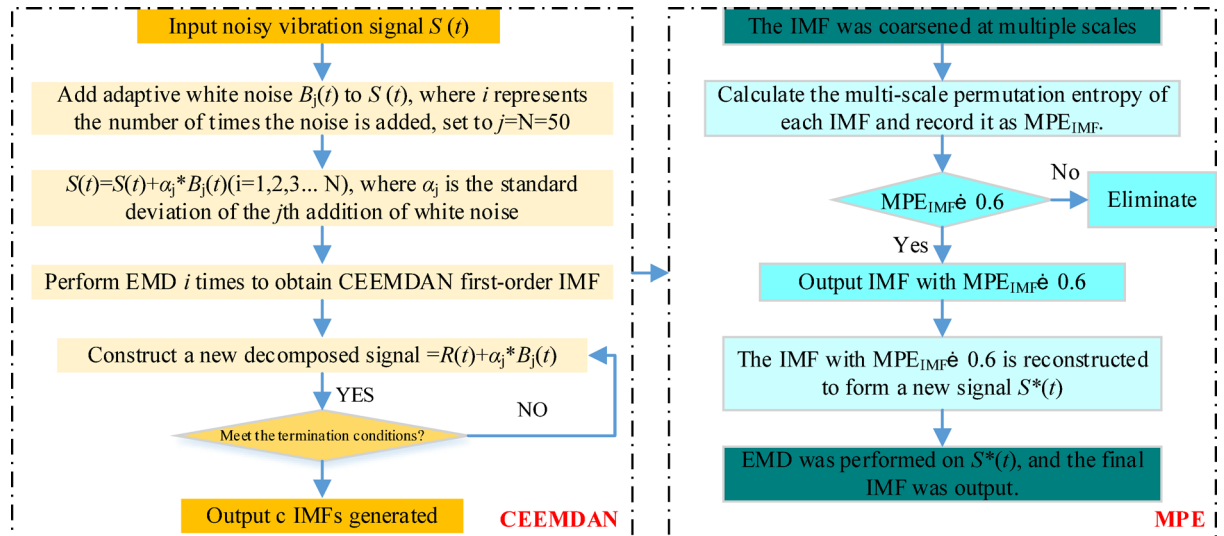 Input noisy vibration signal S (t)
Add adaptive white noise Bj(t) to S (t), where i represents
the number of times the noise is added, set to j=N=50
S(t)=S(t)+αj*Bj(t)(i=1,2,3... N), where αj is the standard
deviation of the jth addition of white noise
Perform EMD i times to obtain CEEMDAN first-order IMF
Construct a new decomposed signal =R(t)+αj*Bj(t)
YES
NO
Meet the termination conditions?
Output c IMFs generated
CEEMDAN
The IMF was coarsened at multiple scales
Calculate the multi-scale permutation entropy of
each IMF and record it as MPEIMF.
No
MPEIMFė 0.6
Eliminate
Yes
Output IMF with MPEIMFė 0.6
The IMF with MPEIMFė 0.6 is reconstructed
to form a new signal S*(t)
EMD was performed on S*(t), and the final
IMF was output.
MPE